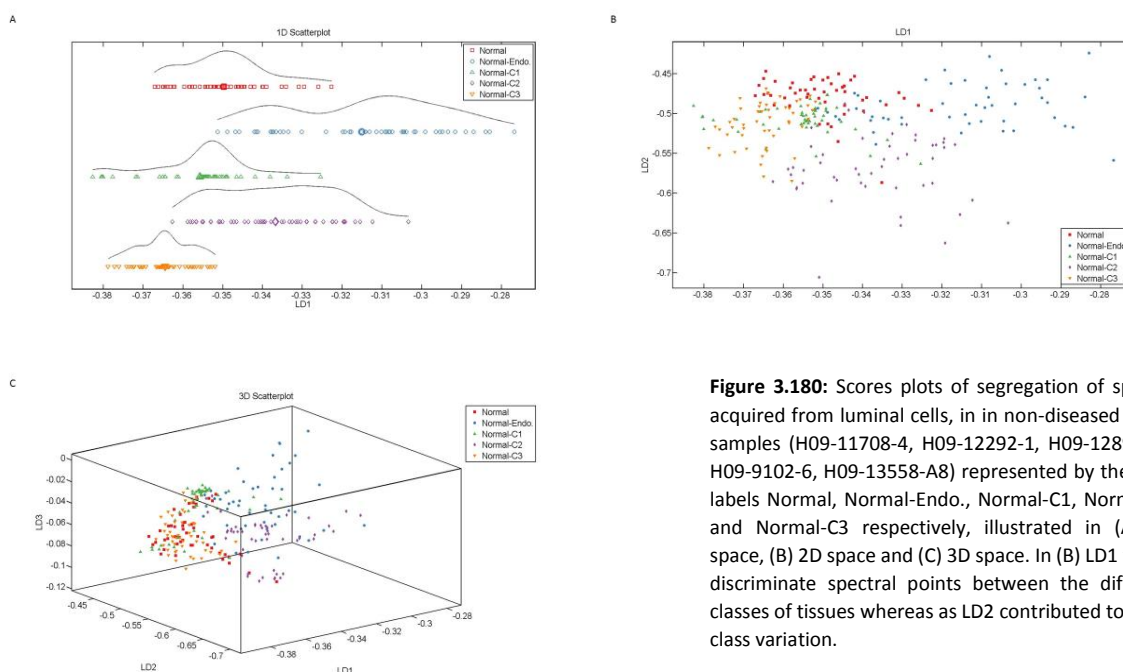 A
1D Scatterplot
Normal
Normal-Endo.
Normal-C1
Normal-C2
Normal-C3
-0.38 -0.37 -0.36 -0.35 -0.34 -0.33 -0.32 -0.31 -0.3 -0.29 -0.28
LD1
B
LD1
-0.45
-0.5
-0.55
-0.6
-0.65
-0.7
LD2
Normal
Normal-Endo
Normal-C1
Normal-C2
Normal-C3
-0.38 -0.37 -0.36 -0.35 -0.34 -0.33 -0.32 -0.31 -0.3 -0.29 -0.28
C
3D Scatterplot
Normal
Normal-Endo.
Normal-C1
Normal-C2
Normal-C3
0
-0.02
-0.04
-0.06
-0.08
-0.1
-0.12
LD3
-0.45
-0.5
-0.55
-0.6
-0.65
-0.7
LD2
-0.38
-0.36
-0.34
-0.32
-0.3
-0.28
LD1
Figure 3.180: Scores plots of segregation of
acquired from luminal cells, in in non-diseased
samples (H09-11708-4, H09-12292-1,
H09-9102-6, H09-13558-A8) represented by
labels Normal, Normal-Endo., Normal-C1,
and Normal-C3 respectively, illustrated in
space, (B) 2D space and (C) 3D space. In (B) LD1
discriminate spectral points between the
classes of tissues whereas as LD2 contributed to
class variation.